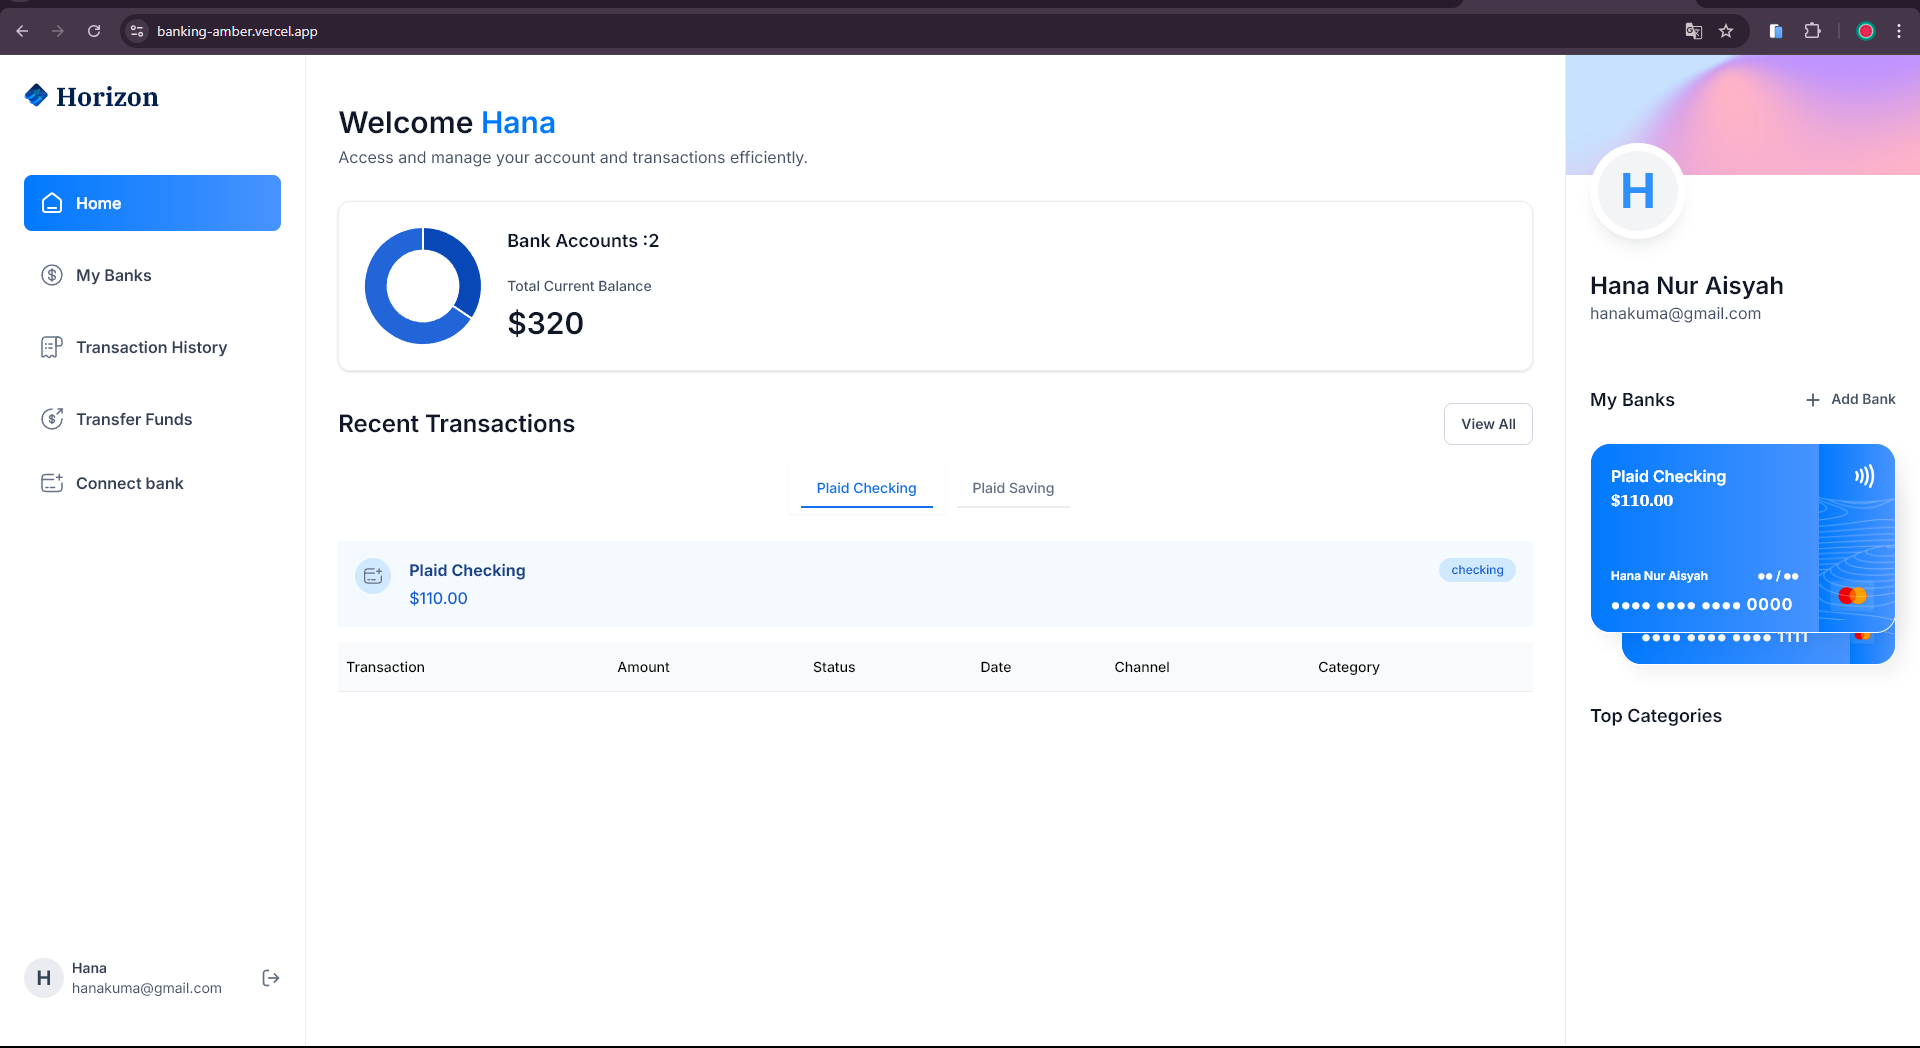 banking-amber.vercel.app
Horizon
Home
My Banks
Transaction History
Transfer Funds
Connect bank
H
Hana
hanakuma@gmail.com
Welcome Hana
Access and manage your account and transactions efficiently.
Bank Accounts :2
Total Current Balance
$320
Recent Transactions
View All
Plaid Checking
Plaid Saving
Plaid Checking
checking
$110.00
Transaction Amount Status Date Channel Category
H
Hana Nur Aisyah
hanakuma@gmail.com
My Banks
Add Bank
Plaid Checking
$110.00
Hana Nur Aisyah ●● / ●●
●●●● ●●●● ●●●● 0000
●●●● ●●●● ●●●● 1111
Top Categories